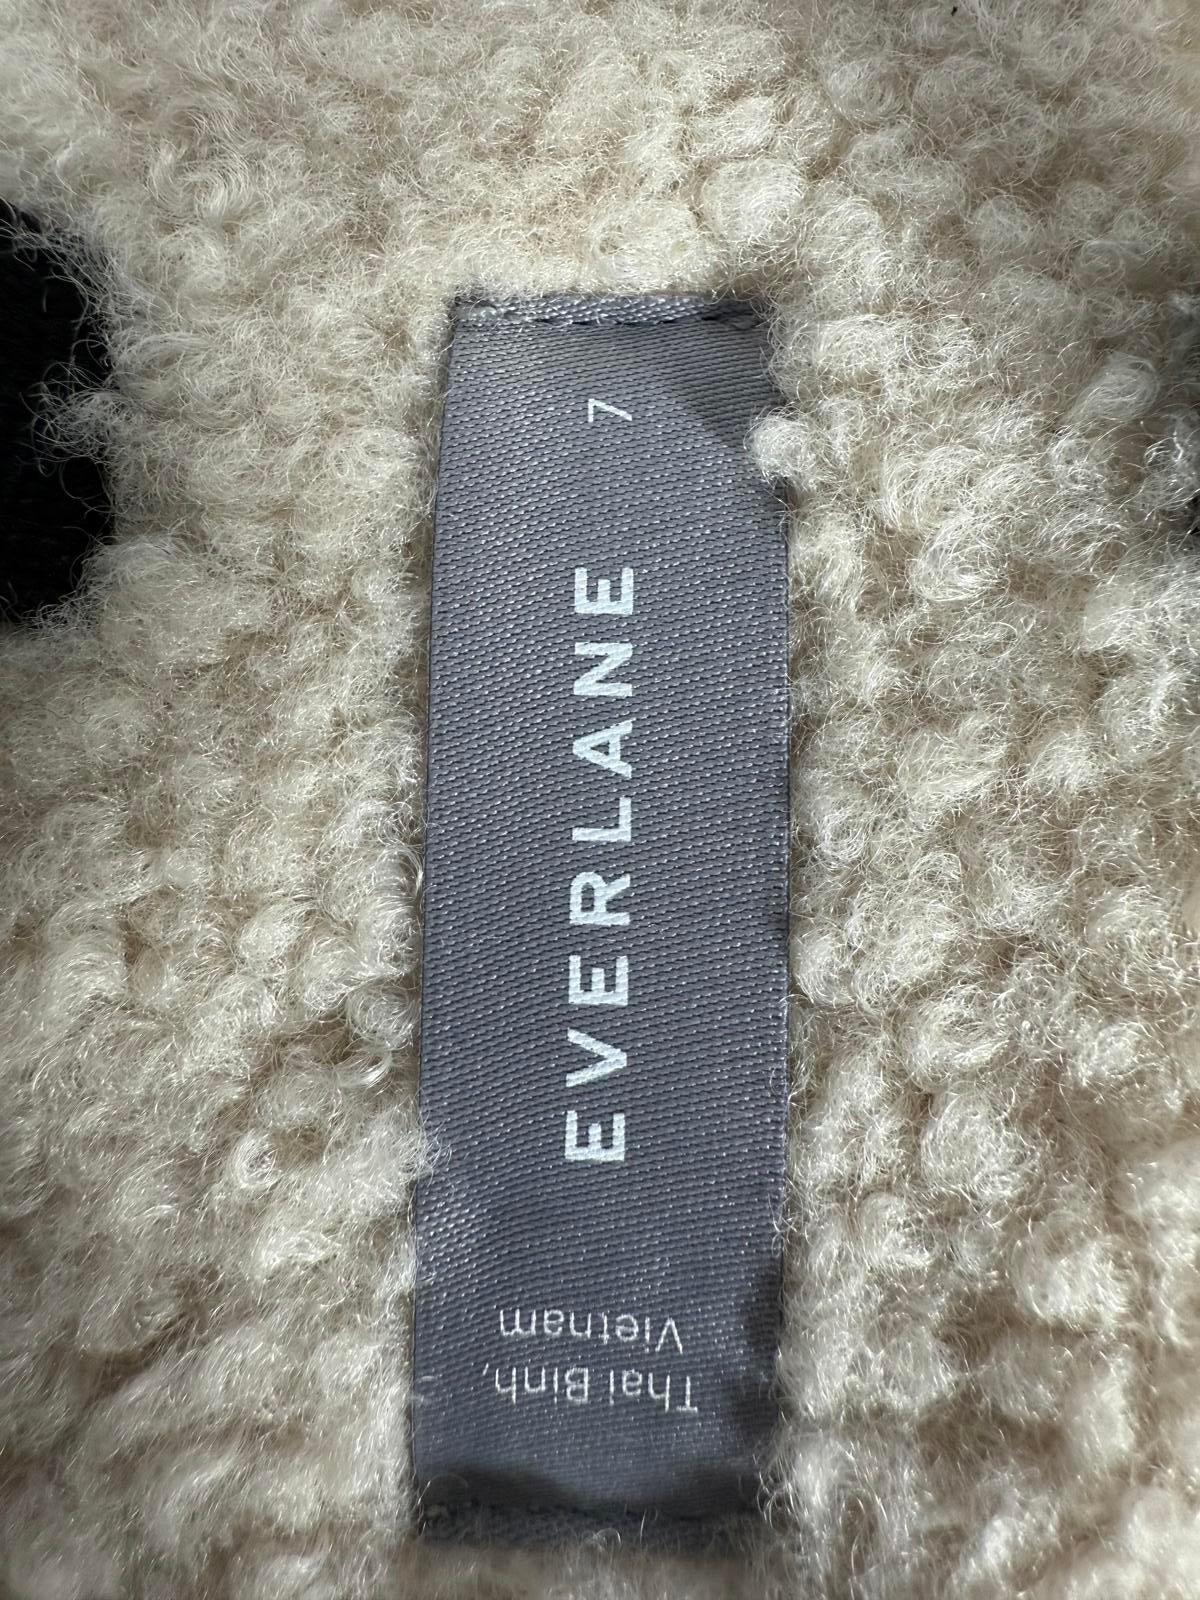 7
EVERLANE
Thai Binh,
Vietnam